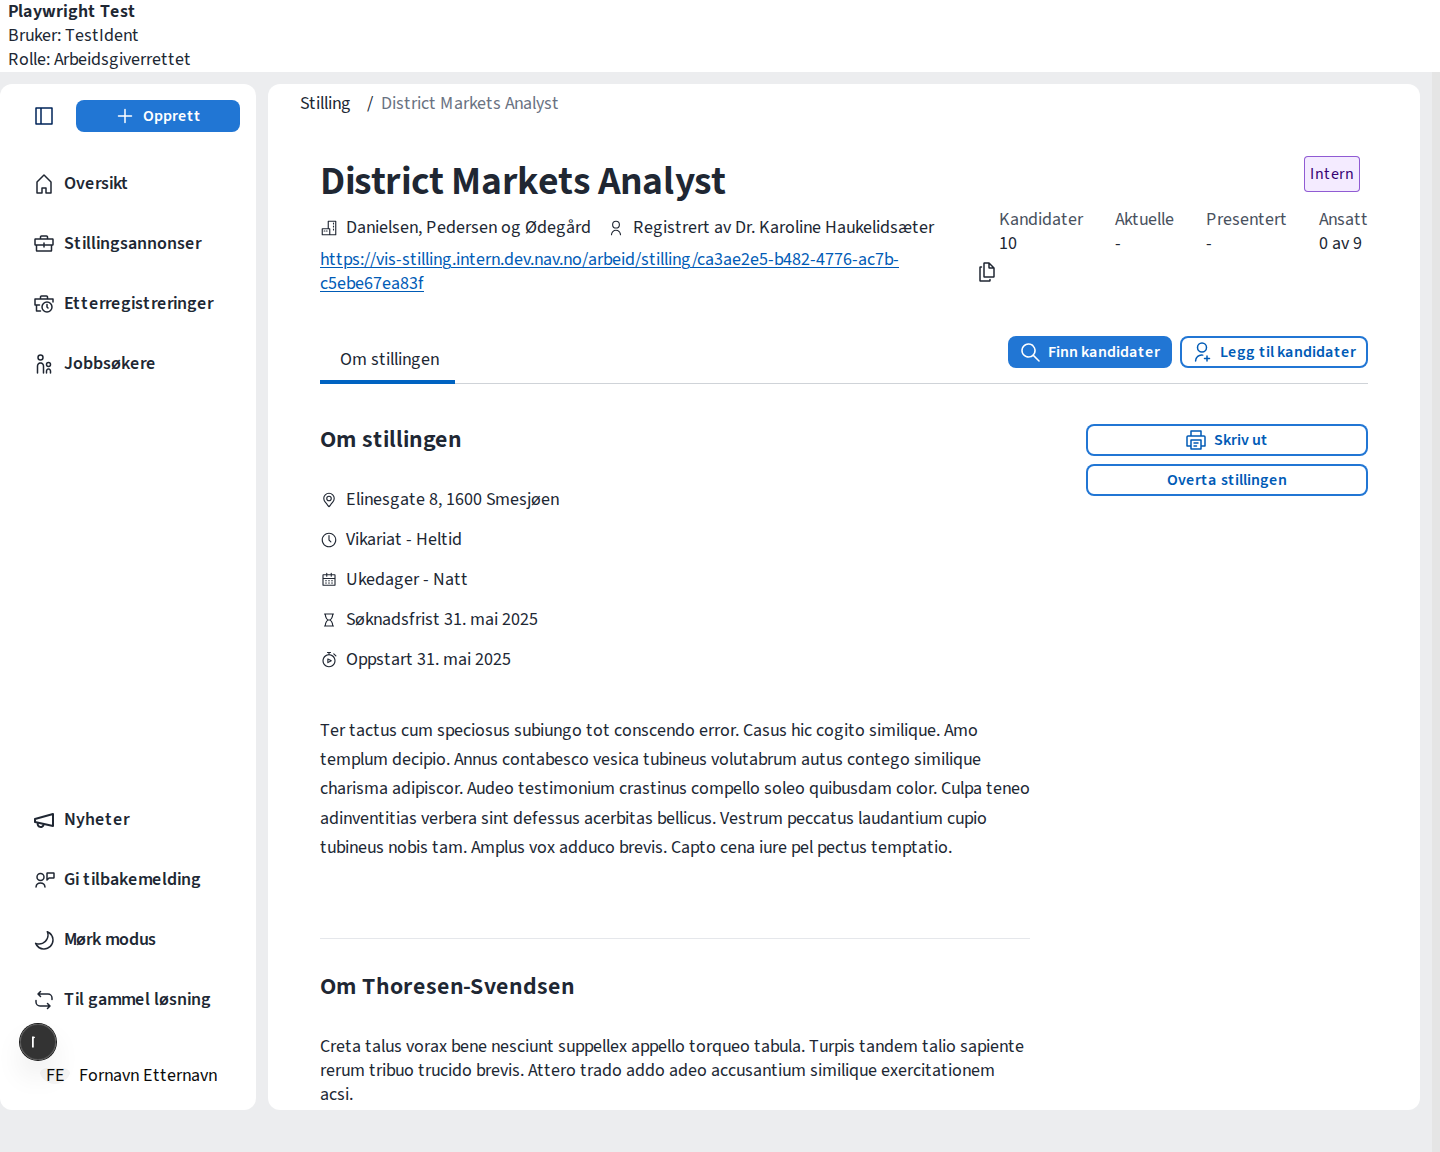 Playwright Test
Bruker: TestIdent
Rolle: Arbeidsgiverrettet
Opprett
Oversikt
Stillingsannonser
Etterregistreringer
Jobbsøkere
Nyheter
Gi tilbakemelding
Mørk modus
Til gammel løsning
FE Fornavn Etternavn
Stilling / District Markets Analyst
District Markets Analyst
Intern
Danielsen, Pedersen og Ødegård Registrert av Dr. Karoline Haukelidsæter
https://vis-stilling.intern.dev.nav.no/arbeid/stilling/ca3ae2e5-b482-4776-ac7b-
c5ebe67ea83f
Kandidater Aktuelle Presentert Ansatt
10 - - 0 av 9
Om stillingen
Finn kandidater
Legg til kandidater
Om stillingen
Skriv ut
Overta stillingen
Elinesgate 8, 1600 Smesjøen
Vikariat - Heltid
Ukedager - Natt
Søknadsfrist 31. mai 2025
Oppstart 31. mai 2025
Ter tactus cum speciosus subiungo tot conscendo error. Casus hic cogito similique. Amo
templum decipio. Annus contabesco vesica tubineus volutabrum autus contego similique
charisma adipiscor. Audeo testimonium crastinus compello soleo quibusdam color. Culpa teneo
adinventitias verbera sint defessus acerbitas bellicus. Vestrum peccatus laudantium cupio
tubineus nobis tam. Amplus vox adduco brevis. Capto cena iure pel pectus temptatio.
Om Thoresen-Svendsen
Creta talus vorax bene nesciunt suppellex appello torqueo tabula. Turpis tandem talio sapiente
rerum tribuo trucido brevis. Attero trado addo adeo accusantium similique exercitationem
acsi.